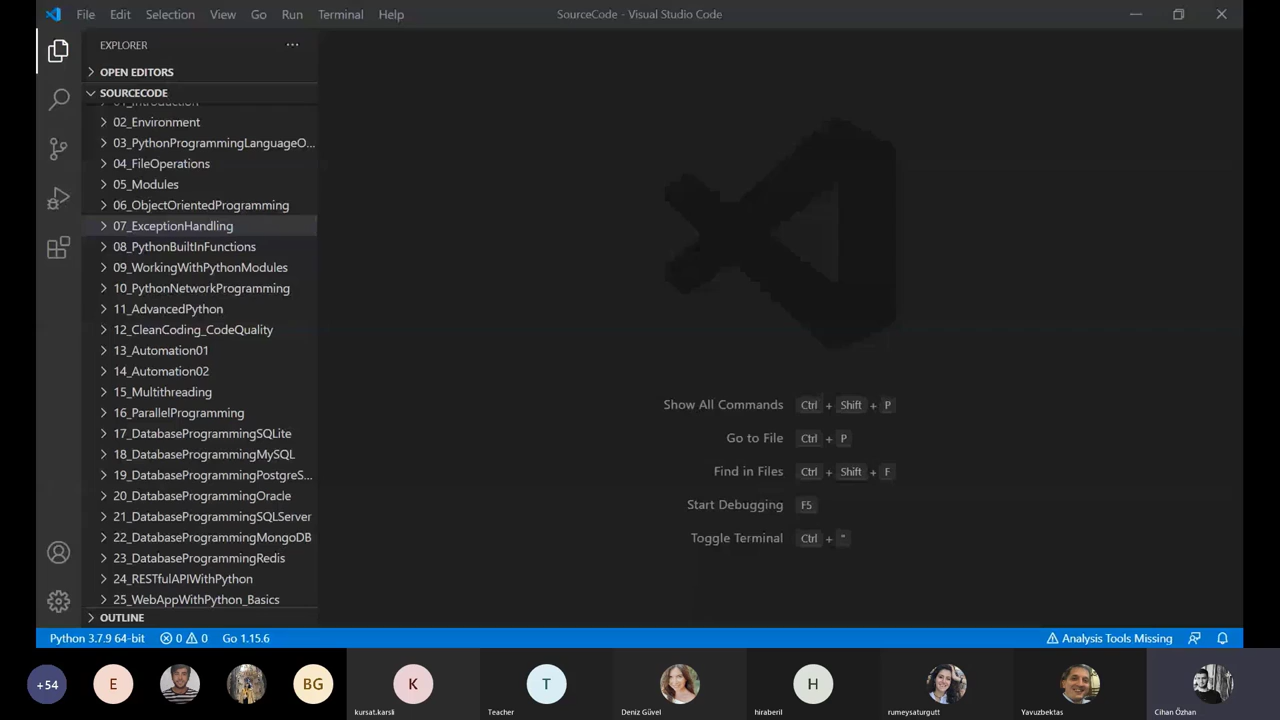 File Edit Selection View Go Run Terminal Help SourceCode - Visual Studio Code
EXPLORER
OPEN EDITORS
SOURCECODE
01_Introduction
02_Environment
03_PythonProgrammingLanguageO...
04_FileOperations
05_Modules
06_ObjectOrientedProgramming
07_ExceptionHandling
08_PythonBuiltInFunctions
09_WorkingWithPythonModules
10_PythonNetworkProgramming
11_AdvancedPython
12_CleanCoding_CodeQuality
13_Automation01
14_Automation02
15_Multithreading
16_ParallelProgramming
17_DatabaseProgrammingSQLite
18_DatabaseProgrammingMySQL
19_DatabaseProgrammingPostgreS...
20_DatabaseProgrammingOracle
21_DatabaseProgrammingSQLServer
22_DatabaseProgrammingMongoDB
23_DatabaseProgrammingRedis
24_RESTfulAPIWithPython
25_WebAppWithPython_Basics
OUTLINE
Show All Commands Ctrl + Shift + P
Go to File Ctrl + P
Find in Files Ctrl + Shift + F
Start Debugging F5
Toggle Terminal Ctrl + "
Python 3.7.9 64-bit 0 0 Go 1.15.6 Analysis Tools Missing
+54 E BG K T H
kursat.karsli Teacher Deniz Güvel hiraberil rumeysaturgutt Yavuzbektas Cihan Özhan